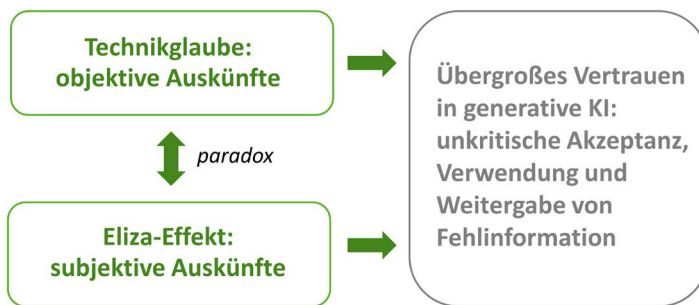 Technikglaube:
objektive Auskünfte
paradox
Eliza-Effekt:
subjektive Auskünfte
Übergroßes Vertrauen
in generative KI:
unkritische Akzeptanz,
Verwendung und
Weitergabe von
Fehlinformation